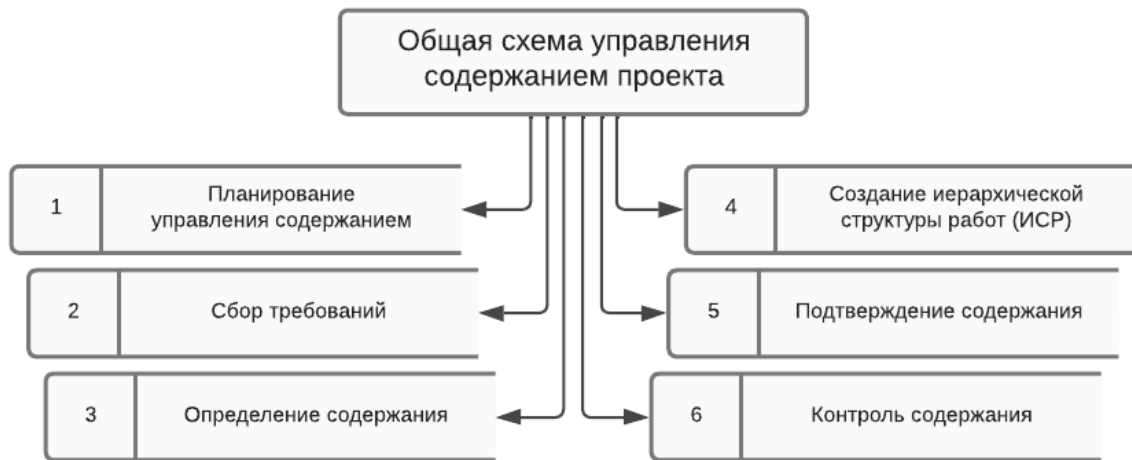 Общая схема управления
содержанием проекта
1
Планирование
управления содержанием
2
Сбор требований
3
Определение содержания
4
Создание иерархической
структуры работ (ИСР)
5
Подтверждение содержания
6
Контроль содержания